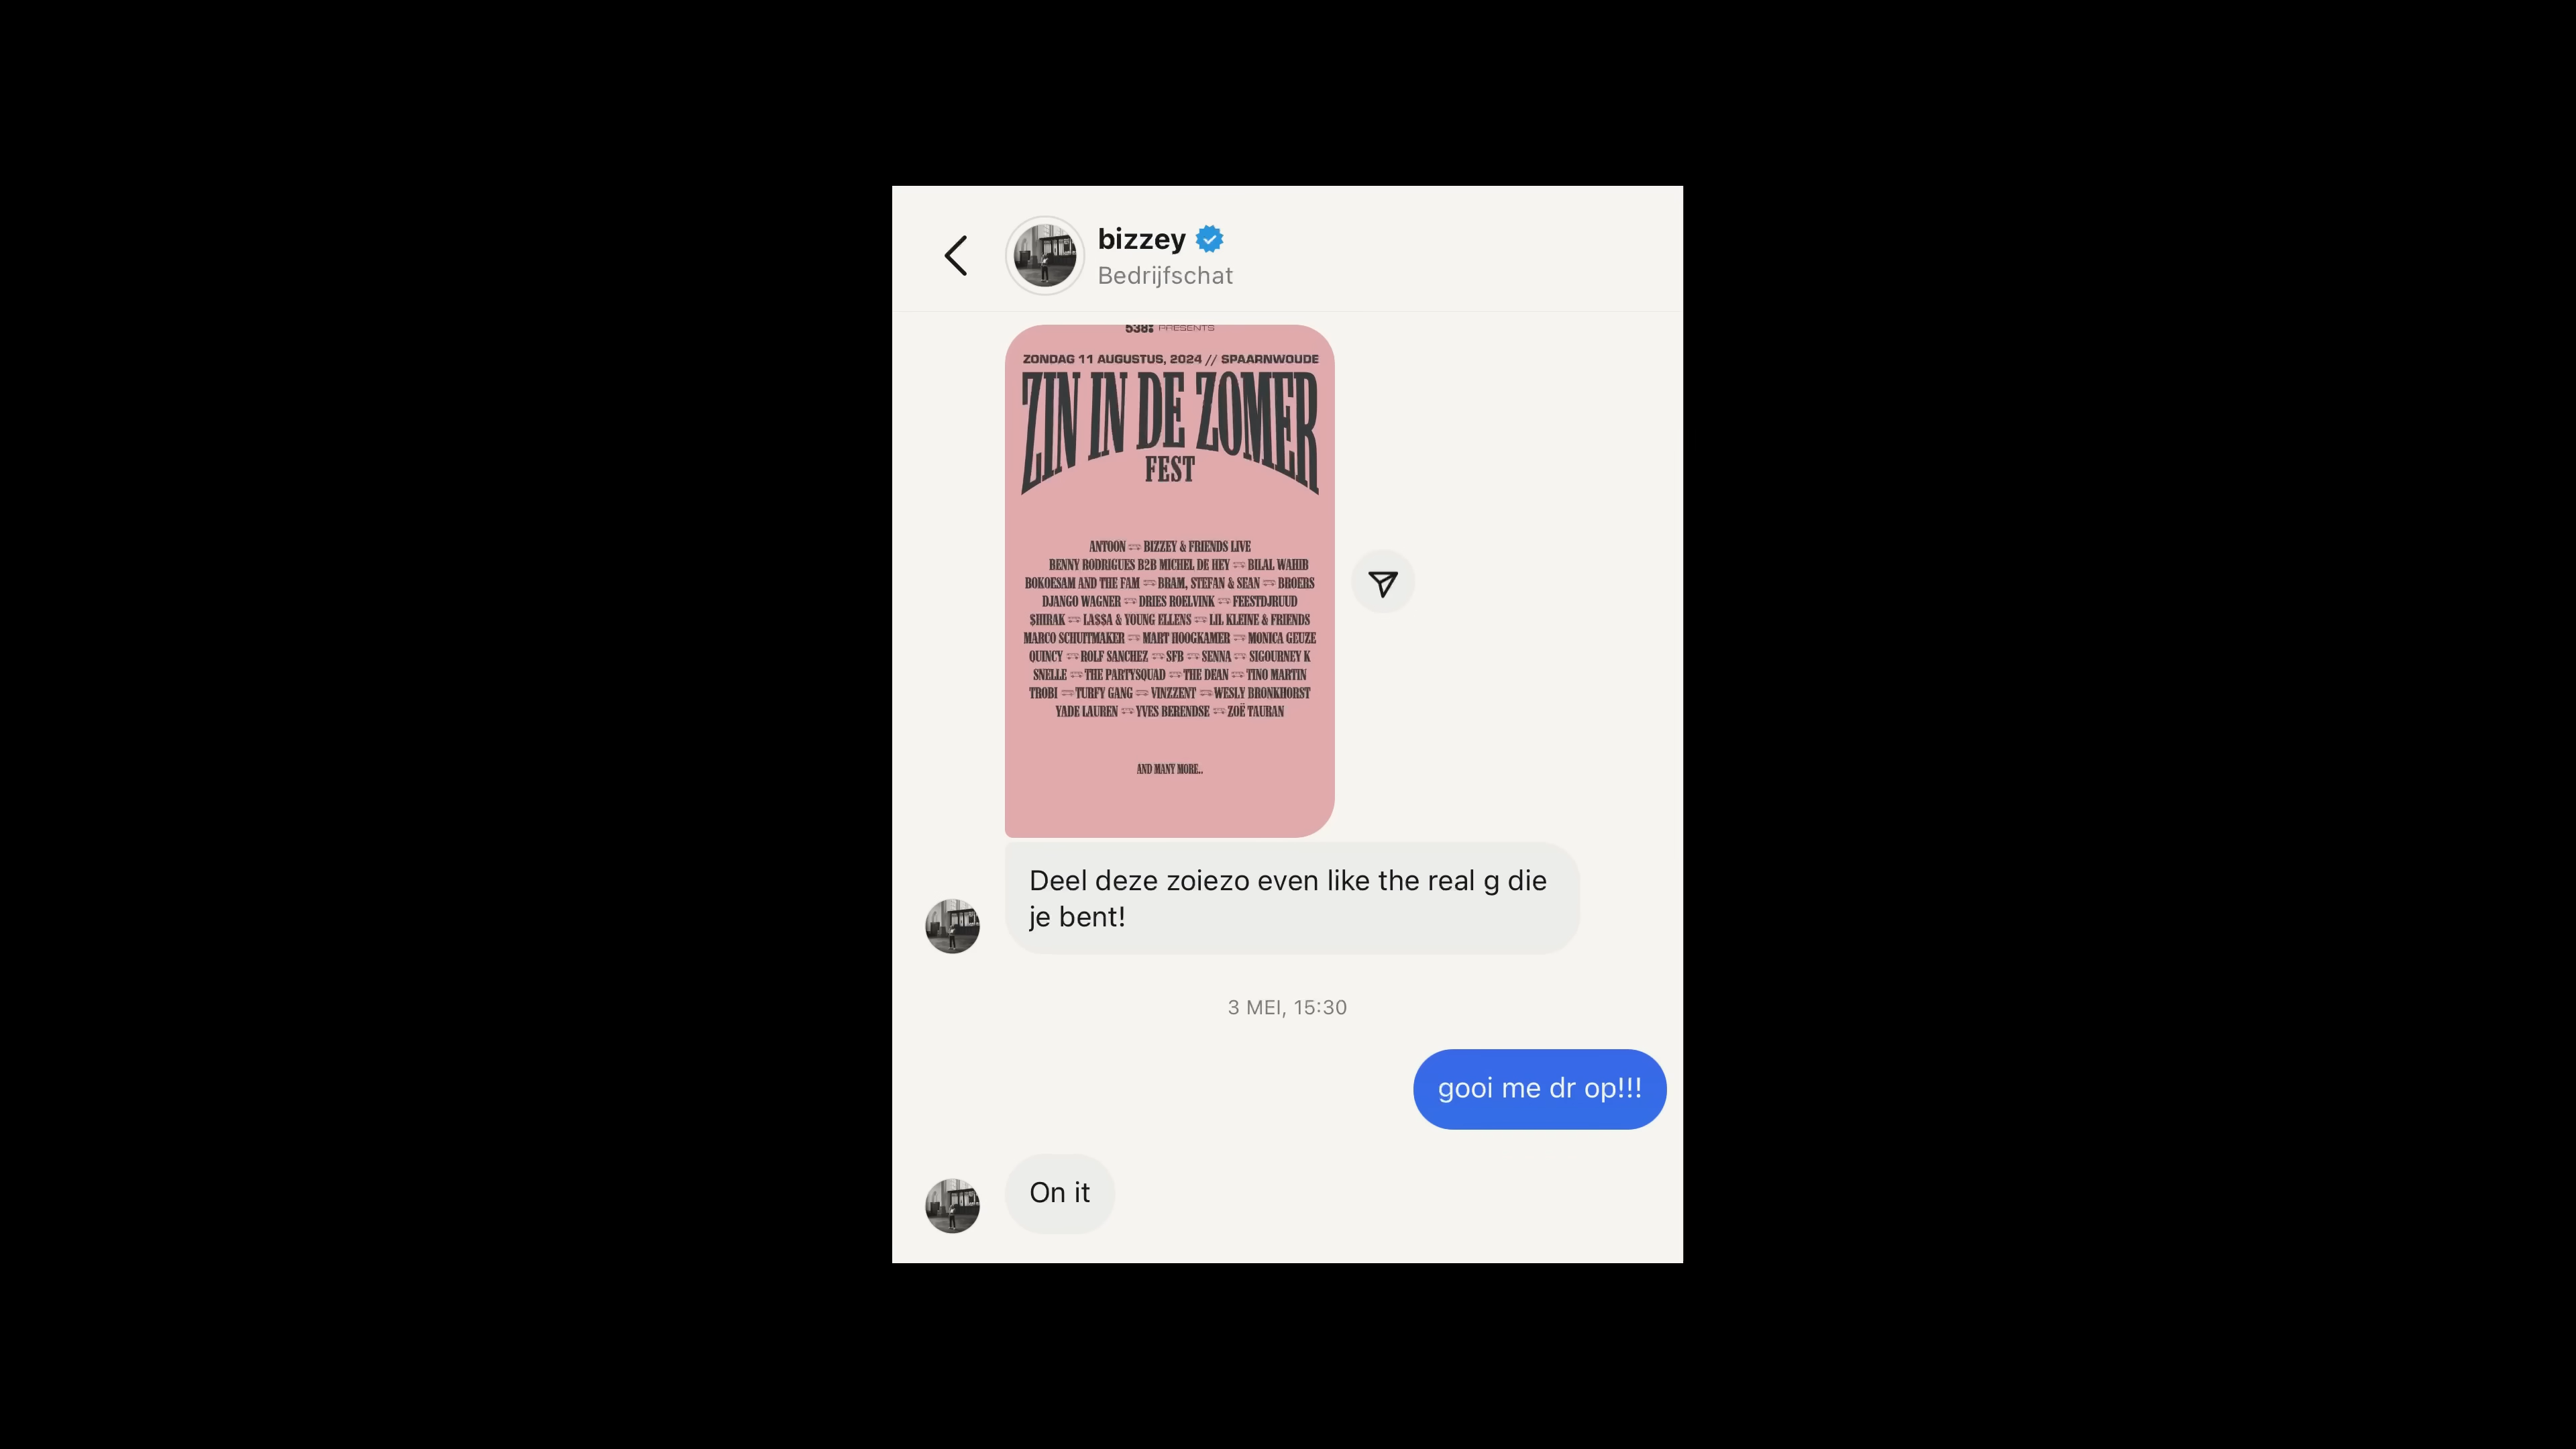 bizzey
Bedrijfschat
538 PRESENTS
ZONDAG 11 AUGUSTUS, 2024 // SPAARNWOUDE
ZIN IN DE ZOMER
FEST
ANTOON BIZZEY & FRIENDS LIVE
BENNY RODRIGUES B2B MICHEL DE HEY BILAL WAHIB
BOKOESAM AND THE FAM BRAM, STEFAN & SEAN BROERS
DJANGO WAGNER DRIES ROELVINK FEESTDJRUUD
$HIRAK LA$$A & YOUNG ELLENS LIL KLEINE & FRIENDS
MARCO SCHUITMAKER MART HOOGKAMER MONICA GEUZE
QUINCY ROLF SANCHEZ SFB SENNA SIGOURNEY K
SNELLE THE PARTYSQUAD THE DEAN TINO MARTIN
TROBI TURFY GANG VINZZENT WESLY BRONKHORST
YADE LAUREN YVES BERENDSE ZOË TAURAN
AND MANY MORE..
Deel deze zoiezo even like the real g die
je bent!
3 MEI, 15:30
gooi me dr op!!!
On it